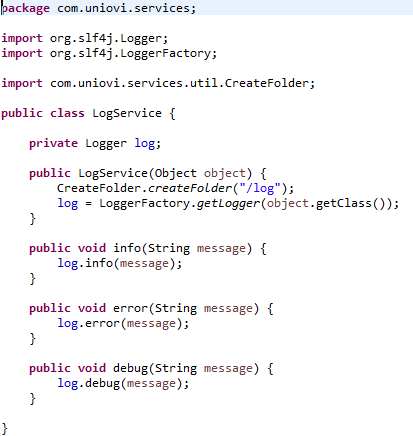 package com.uniovi.services;
import org.slf4j.Logger;
import org.slf4j.LoggerFactory;
import com.uniovi.services.util.CreateFolder;
public class LogService {
private Logger log;
public LogService(Object object) {
CreateFolder.createFolder("/log");
log = LoggerFactory.getLogger(object.getClass());
}
public void info(String message) {
log.info(message);
}
public void error(String message) {
log.error(message);
}
public void debug(String message) {
log.debug(message);
}
}